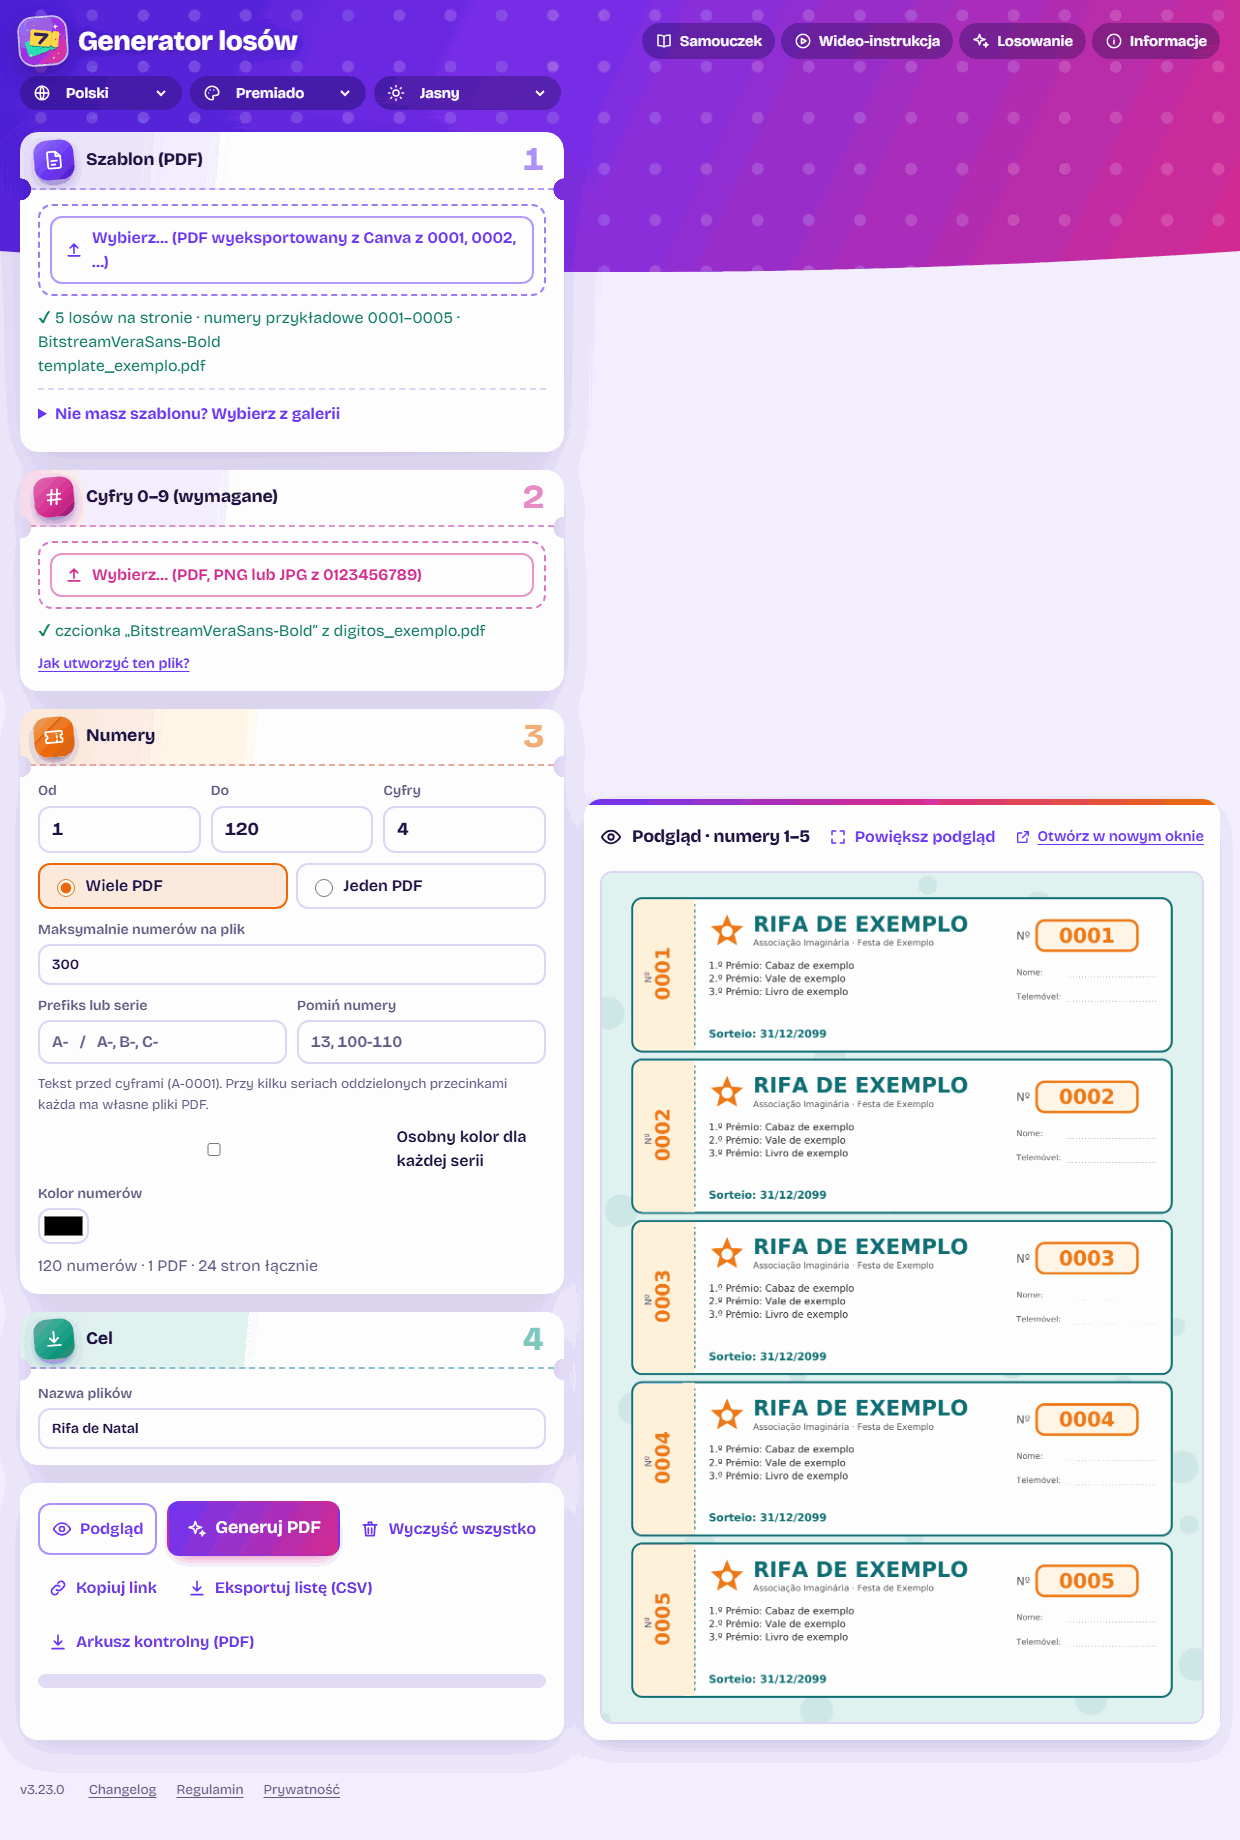 Generator losów
Samouczek
Wideo-instrukcja
Losowanie
Informacje
Polski
Premiado
Jasny
Szablon (PDF)
1
Wybierz... (PDF wyeksportowany z Canva z 0001, 0002,
...)
✓ 5 losów na stronie · numery przykładowe 0001–0005 ·
BitstreamVeraSans-Bold
template_exemplo.pdf
Nie masz szablonu? Wybierz z galerii
Cyfry 0–9 (wymagane)
2
Wybierz... (PDF, PNG lub JPG z 0123456789)
✓ czcionka „BitstreamVeraSans-Bold” z digitos_exemplo.pdf
Jak utworzyć ten plik?
Numery
3
Od
Do
Cyfry
1
120
4
Wiele PDF
Jeden PDF
Maksymalnie numerów na plik
300
Prefiks lub serie
Pomiń numery
A- / A-, B-, C-
13, 100-110
Tekst przed cyframi (A-0001). Przy kilku seriach oddzielonych przecinkami
każda ma własne pliki PDF.
Osobny kolor dla
każdej serii
Kolor numerów
120 numerów · 1 PDF · 24 stron łącznie
Cel
4
Nazwa plików
Rifa de Natal
Podgląd
Generuj PDF
Wyczyść wszystko
Kopiuj link
Eksportuj listę (CSV)
Arkusz kontrolny (PDF)
Podgląd · numery 1–5
Powiększ podgląd
Otwórz w nowym oknie
Nº
0001
RIFA DE EXEMPLO
Associação Imaginária · Festa de Exemplo
1.º Prémio: Cabaz de exemplo
2.º Prémio: Vale de exemplo
3.º Prémio: Livro de exemplo
Sorteio: 31/12/2099
Nº 0001
Nome:
Telemóvel:
Nº
0002
RIFA DE EXEMPLO
Associação Imaginária · Festa de Exemplo
1.º Prémio: Cabaz de exemplo
2.º Prémio: Vale de exemplo
3.º Prémio: Livro de exemplo
Sorteio: 31/12/2099
Nº 0002
Nome:
Telemóvel:
Nº
0003
RIFA DE EXEMPLO
Associação Imaginária · Festa de Exemplo
1.º Prémio: Cabaz de exemplo
2.º Prémio: Vale de exemplo
3.º Prémio: Livro de exemplo
Sorteio: 31/12/2099
Nº 0003
Nome:
Telemóvel:
Nº
0004
RIFA DE EXEMPLO
Associação Imaginária · Festa de Exemplo
1.º Prémio: Cabaz de exemplo
2.º Prémio: Vale de exemplo
3.º Prémio: Livro de exemplo
Sorteio: 31/12/2099
Nº 0004
Nome:
Telemóvel:
Nº
0005
RIFA DE EXEMPLO
Associação Imaginária · Festa de Exemplo
1.º Prémio: Cabaz de exemplo
2.º Prémio: Vale de exemplo
3.º Prémio: Livro de exemplo
Sorteio: 31/12/2099
Nº 0005
Nome:
Telemóvel:
v3.23.0
Changelog
Regulamin
Prywatność